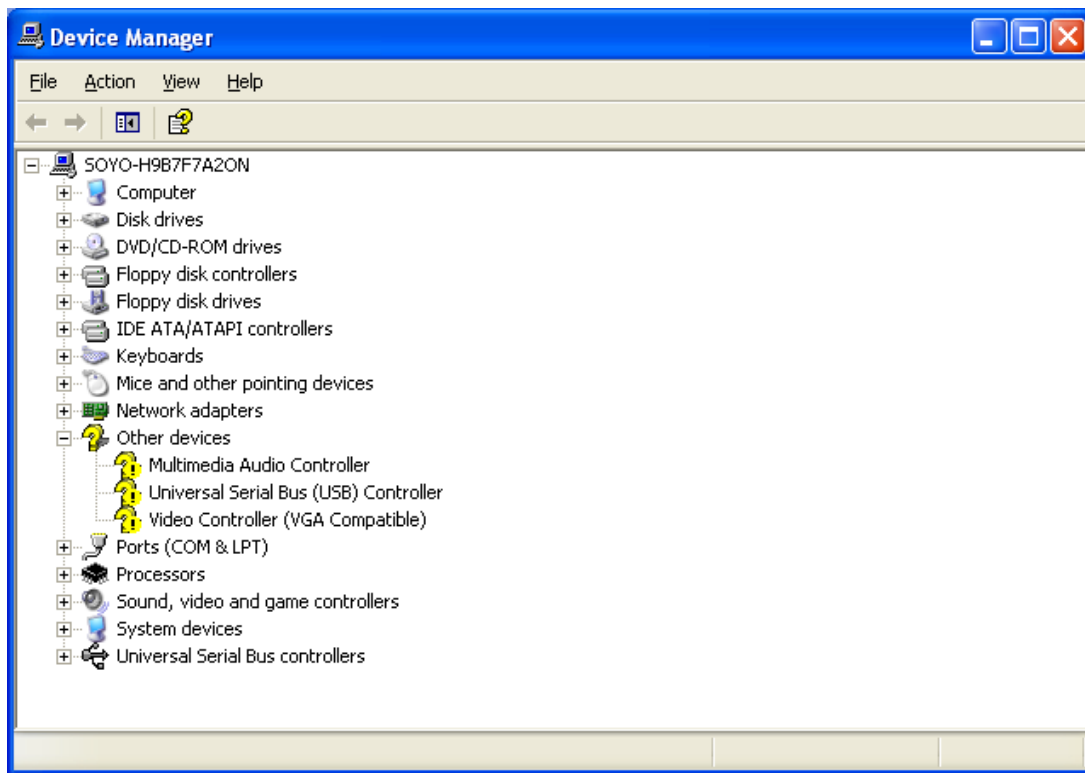 Device Manager
File Action View Help
SOYO-H9B7F7A2ON
Computer
Disk drives
DVD/CD-ROM drives
Floppy disk controllers
Floppy disk drives
IDE ATA/ATAPI controllers
Keyboards
Mice and other pointing devices
Network adapters
Other devices
Multimedia Audio Controller
Universal Serial Bus (USB) Controller
Video Controller (VGA Compatible)
Ports (COM & LPT)
Processors
Sound, video and game controllers
System devices
Universal Serial Bus controllers